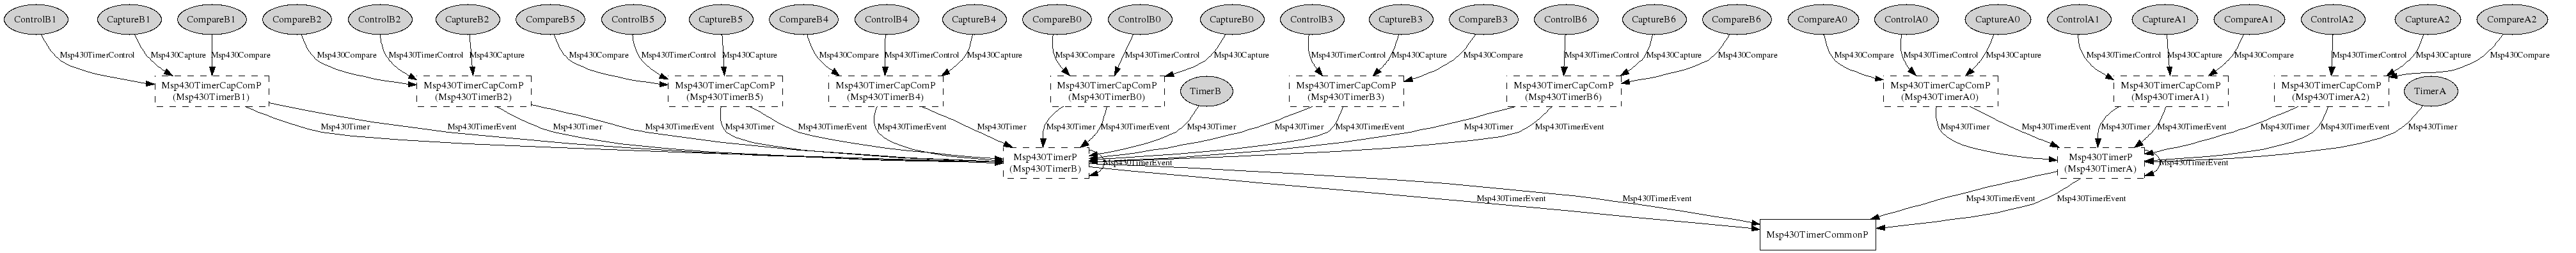 ControlB1 CaptureB1 CompareB1 CompareB2 ControlB2 CaptureB2 CompareB5 ControlB5 CaptureB5 CompareB4 ControlB4 CaptureB4 CompareB0 ControlB0 CaptureB0 ControlB3 CaptureB3 CompareB3 ControlB6 CaptureB6 CompareB6 CompareA0 ControlA0 CaptureA0 ControlA1 CaptureA1 CompareA1 ControlA2 CaptureA2 CompareA2
Msp430TimerControl Msp430Capture Msp430Compare Msp430Compare Msp430TimerControl Msp430Capture Msp430Compare Msp430TimerControl Msp430Capture Msp430Compare Msp430TimerControl Msp430Capture Msp430Compare Msp430TimerControl Msp430Capture Msp430TimerControl Msp430Capture Msp430Compare Msp430TimerControl Msp430Capture Msp430Compare Msp430Compare Msp430TimerControl Msp430Capture Msp430TimerControl Msp430Capture Msp430Compare Msp430TimerControl Msp430Capture Msp430Compare
Msp430TimerCapComP Msp430TimerCapComP Msp430TimerCapComP Msp430TimerCapComP Msp430TimerCapComP Msp430TimerCapComP Msp430TimerCapComP Msp430TimerCapComP Msp430TimerCapComP Msp430TimerCapComP
TimerB TimerA
(Msp430TimerB1) (Msp430TimerB2) (Msp430TimerB5) (Msp430TimerB4) (Msp430TimerB0) (Msp430TimerB3) (Msp430TimerB6) (Msp430TimerA0) (Msp430TimerA1) (Msp430TimerA2)
Msp430Timer Msp430TimerEvent Msp430Timer Msp430TimerEvent Msp430Timer Msp430TimerEvent Msp430TimerEvent Msp430Timer Msp430Timer Msp430TimerEvent Msp430Timer Msp430Timer Msp430TimerEvent Msp430Timer Msp430TimerEvent Msp430Timer Msp430TimerEvent Msp430Timer Msp430TimerEvent Msp430Timer Msp430TimerEvent Msp430Timer
Msp430TimerP Msp430TimerP
Msp430TimerEvent Msp430TimerEvent
(Msp430TimerB) (Msp430TimerA)
Msp430TimerEvent Msp430TimerEvent Msp430TimerEvent Msp430TimerEvent
Msp430TimerCommonP